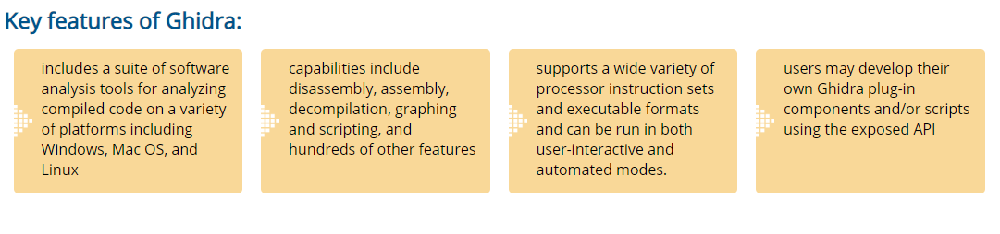 Key features of Ghidra:
includes a suite of software
analysis tools for analyzing
compiled code on a variety
of platforms including
Windows, Mac OS, and
Linux
capabilities include
disassembly, assembly,
decompilation, graphing
and scripting, and
hundreds of other features
supports a wide variety of
processor instruction sets
and executable formats
and can be run in both
user-interactive and
automated modes.
users may develop their
own Ghidra plug-in
components and/or scripts
using the exposed API